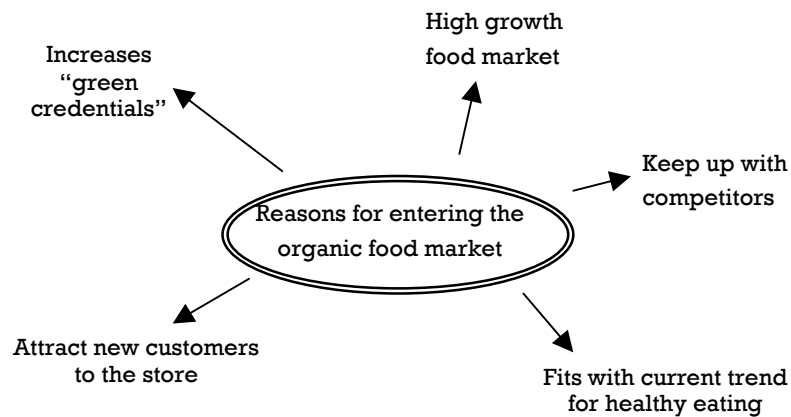 High growth
food market
Increases
“green
credentials”
Keep up with
competitors
Reasons for entering the
organic food market
Attract new customers
to the store
Fits with current trend
for healthy eating